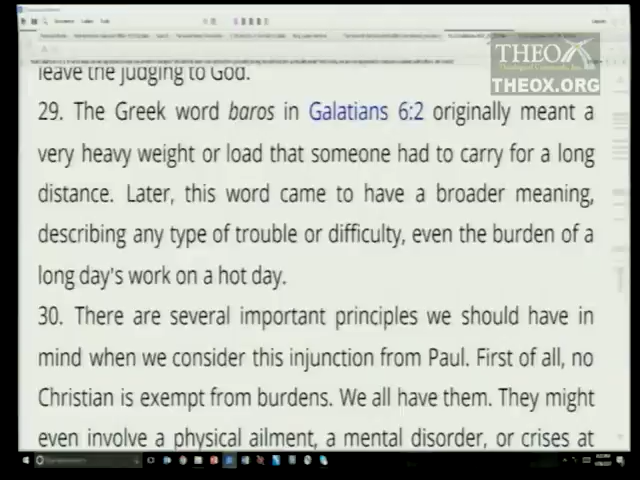 THEOX
THEOX.ORG
leave the judging to God.
29. The Greek word baros in Galatians 6:2 originally meant a
very heavy weight or load that someone had to carry for a long
distance. Later, this word came to have a broader meaning,
describing any type of trouble or difficulty, even the burden of a
long day's work on a hot day.
30. There are several important principles we should have in
mind when we consider this injunction from Paul. First of all, no
Christian is exempt from burdens. We all have them. They might
even involve a physical ailment, a mental disorder, or crises at